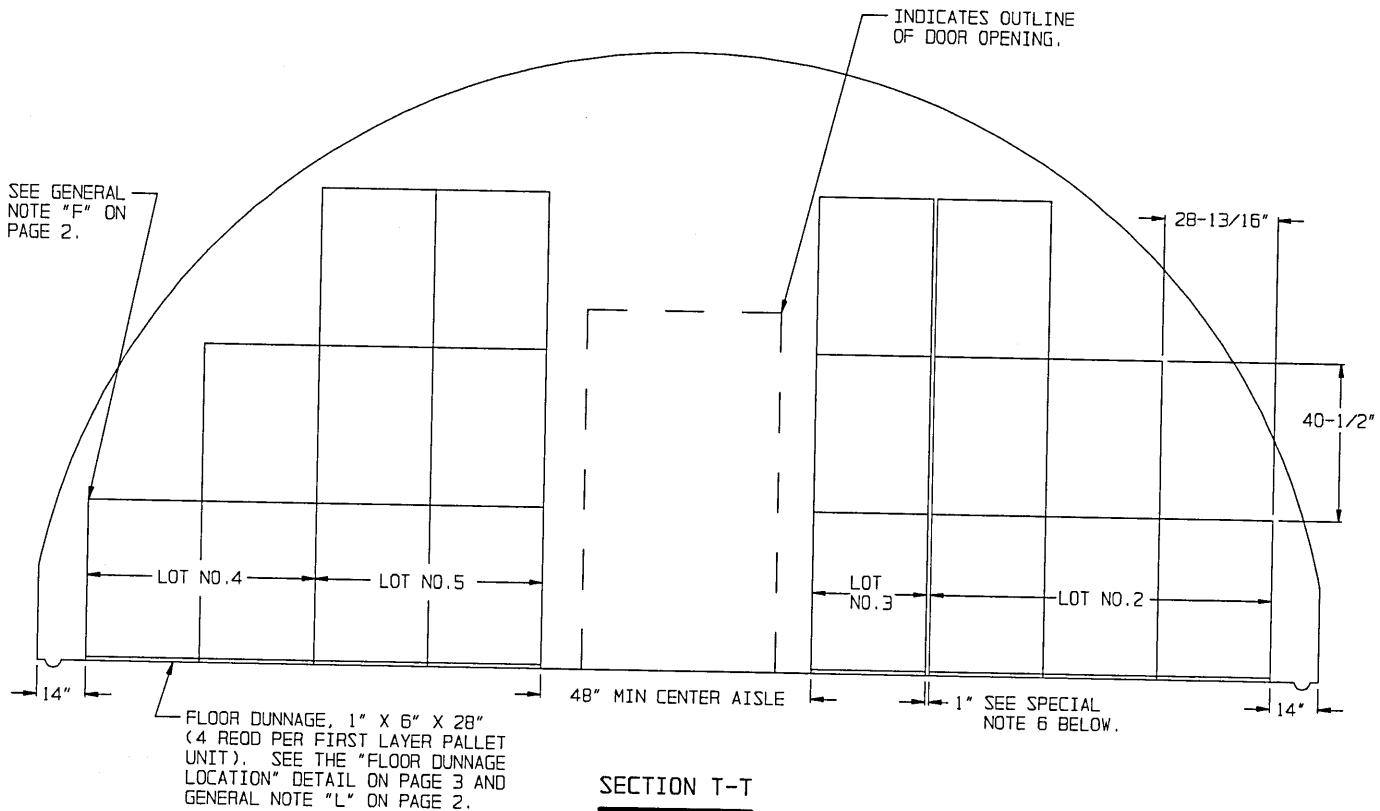 INDICATES OUTLINE
OF DOOR OPENING.
SEE GENERAL
NOTE "F" ON
PAGE 2.
28-13/16"
40-1/2"
LOT NO.4
LOT NO.5
LOT
NO.3
LOT NO.2
14"
48" MIN CENTER AISLE
1" SEE SPECIAL
NOTE 6 BELOW.
14"
FLOOR DUNNAGE, 1" X 6" X 28"
(4 REQD PER FIRST LAYER PALLET
UNIT). SEE THE "FLOOR DUNNAGE
LOCATION" DETAIL ON PAGE 3 AND
GENERAL NOTE "L" ON PAGE 2.
SECTION T-T